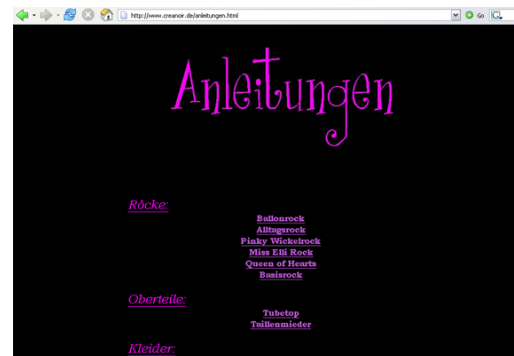 http://www.creanoir.de/anleitungen.html
Go
Anleitungen
Röcke:
Ballonrock
Alltagsrock
Pinky Wickelrock
Miss Elli Rock
Queen of Hearts
Basisrock
Oberteile:
Tubetop
Taillenmieder
Kleider: